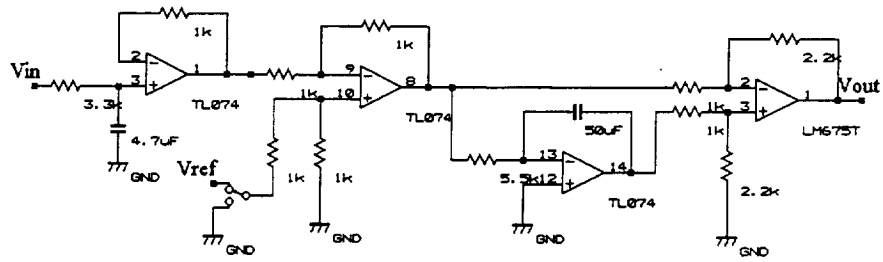 1k
2
3
1
TL074
Vin
3.3k
4.7uF
GND
1k
9
10
8
1k
TL074
Vref
1k
1k
GND
GND
50uF
13
12
14
5.5k
TL074
GND
2.2k
2
3
1
Vout
1k
1k
LM675T
2.2k
GND